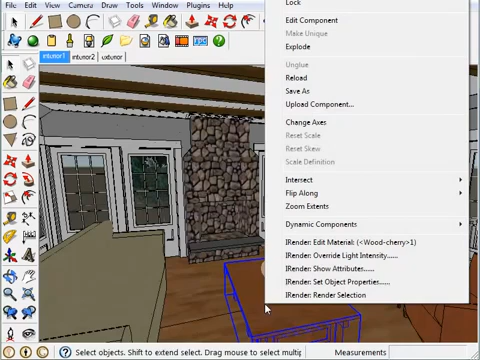 File Edit View Camera Draw Tools Window Plugins Help
interior1 interior2 exterior
Lock
Edit Component
Make Unique
Explode
Unglue
Reload
Save As
Upload Component...
Change Axes
Reset Scale
Reset Skew
Scale Definition
Intersect
Flip Along
Zoom Extents
Dynamic Components
IRender: Edit Material: (<Wood-cherry>1)
IRender: Override Light Intensity.....
IRender: Show Attributes.....
IRender: Set Object Properties.....
IRender: Render Selection
Select objects. Shift to extend select. Drag mouse to select multip
Measurements